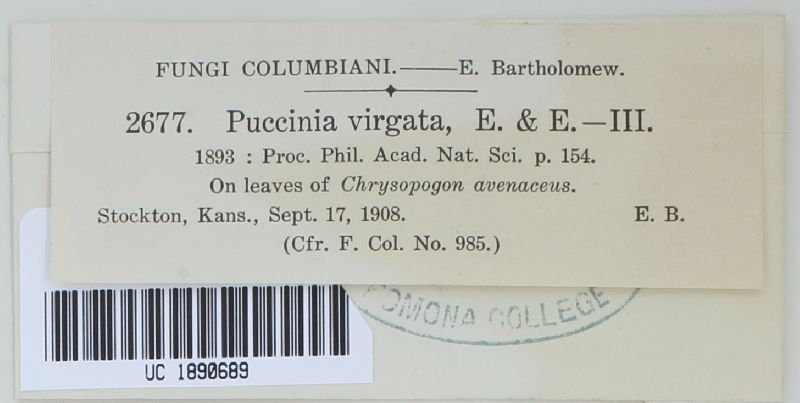 FUNGI COLUMBIANI.——E. Bartholomew.
2677. Puccinia virgata, E. & E.—III.
1893 : Proc. Phil. Acad. Nat. Sci. p. 154.
On leaves of Chrysopogon avenaceus.
Stockton, Kans., Sept. 17, 1908. E. B.
(Cfr. F. Col. No. 985.)
POMONA COLLEGE
UC 1890689